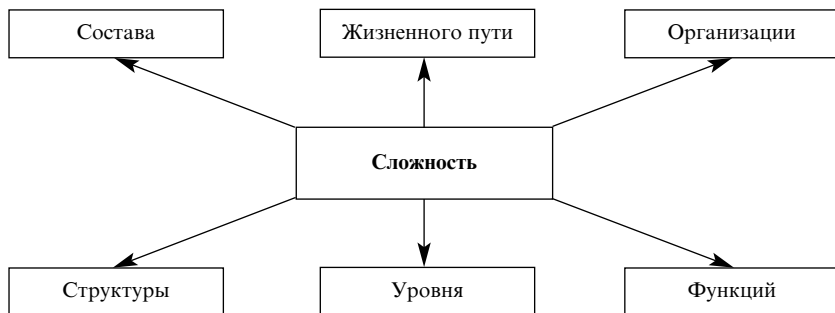 Состава
Жизненного пути
Организации
Сложность
Структуры
Уровня
Функций